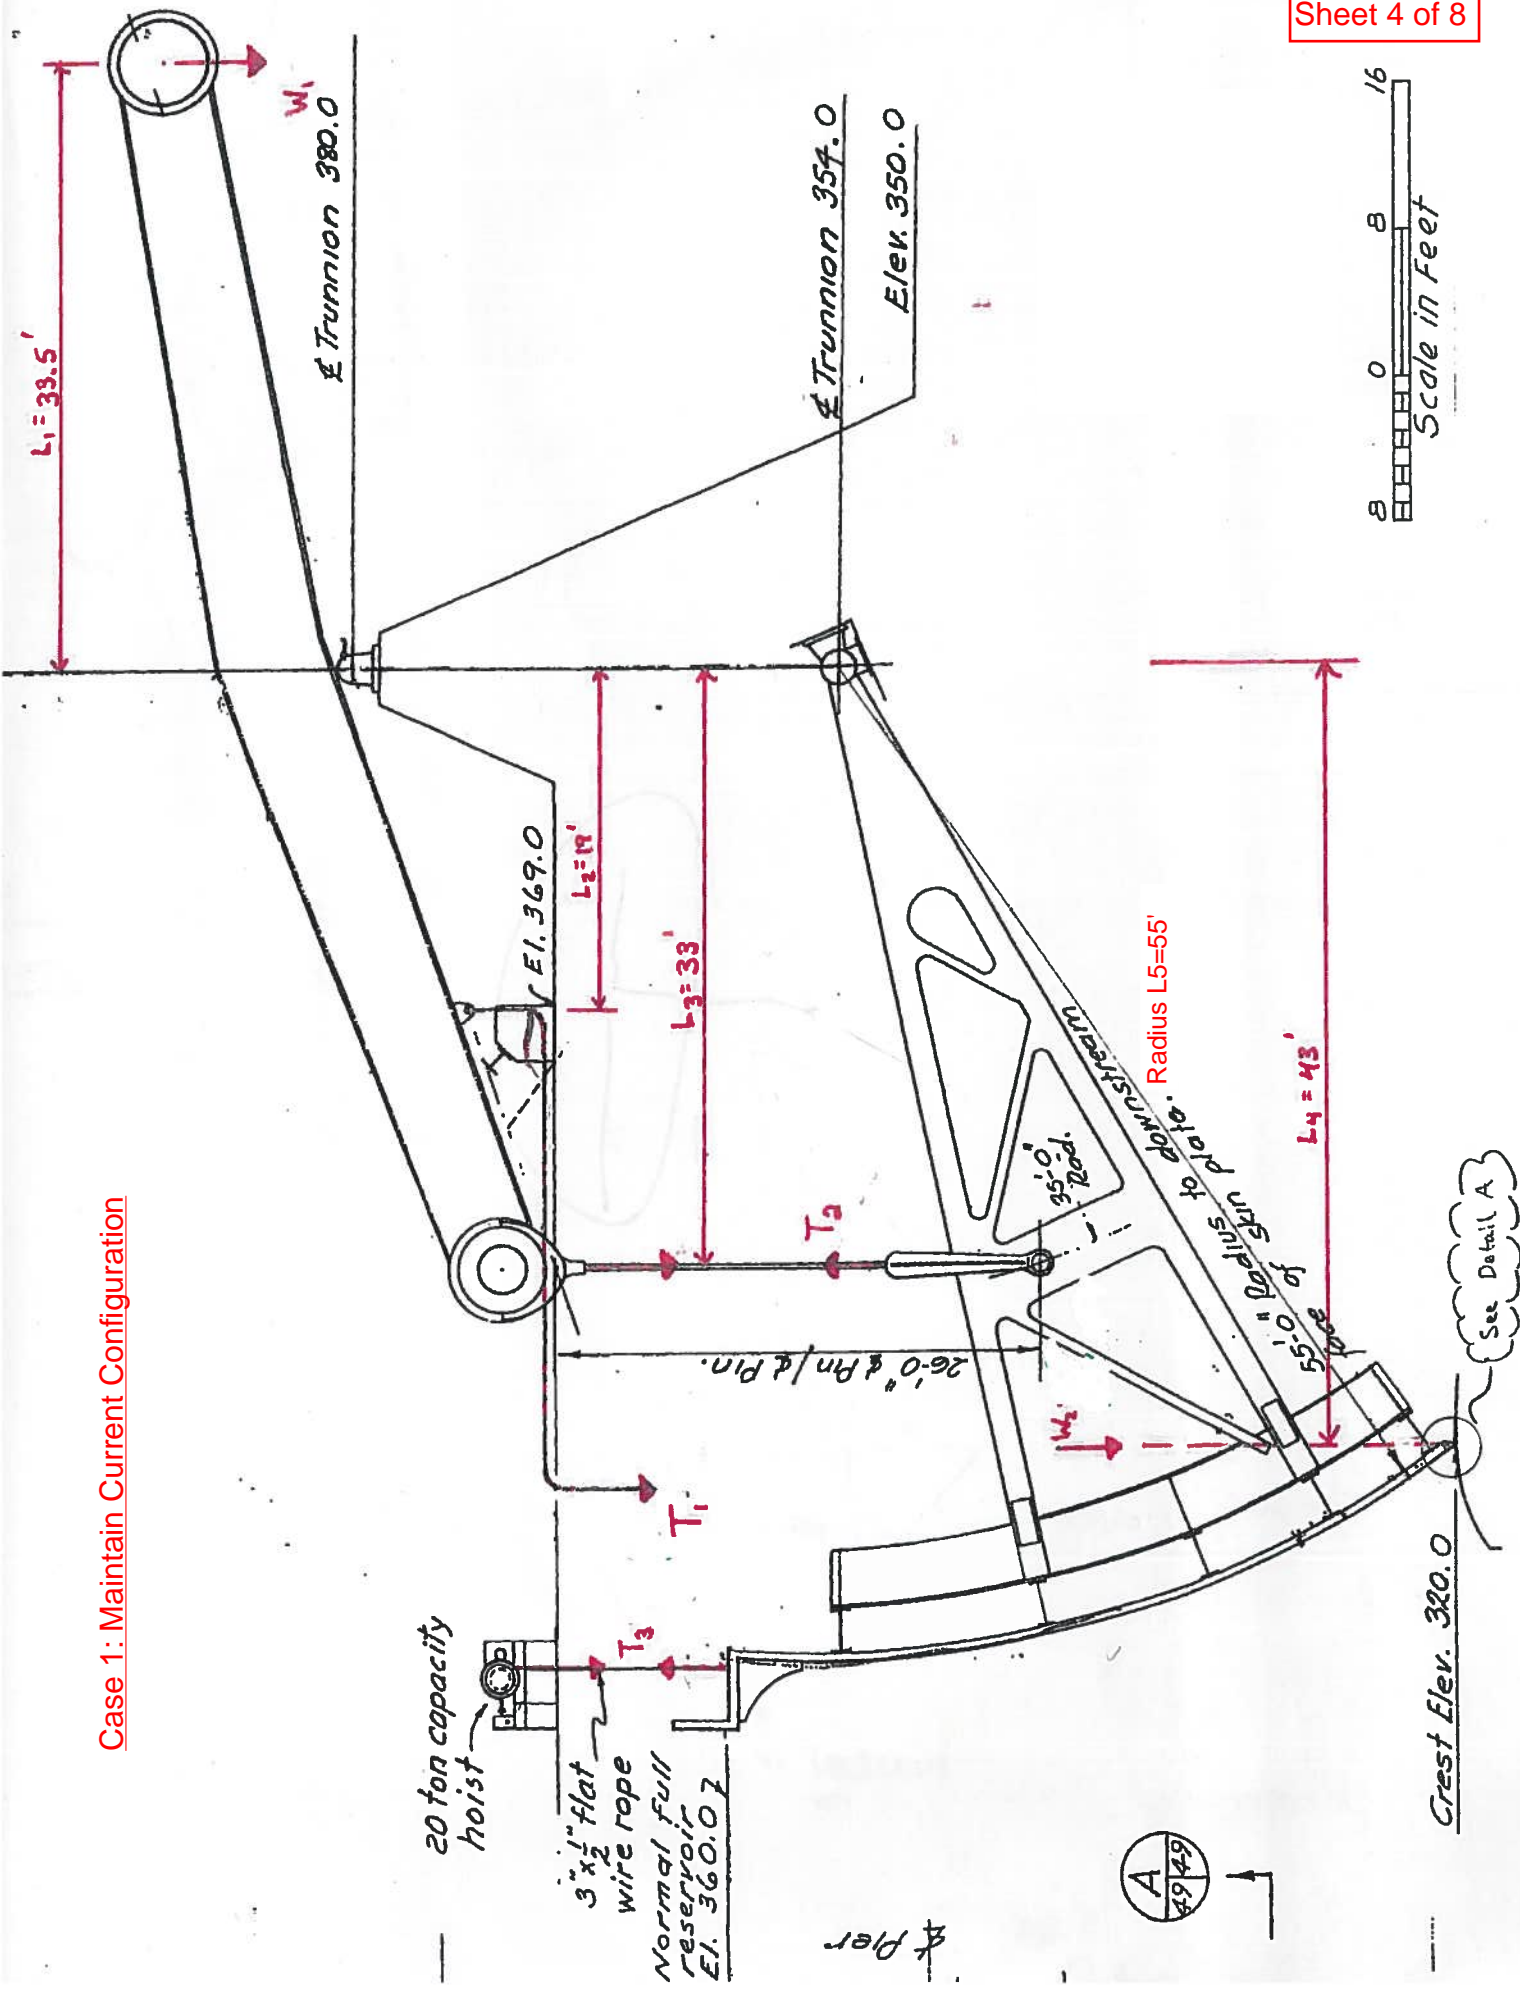 Sheet 4 of 8
Case 1: Maintain Current Configuration
L₁ = 33.5'
W₁
℄ Trunnion 380.0
20 ton capacity
hoist
3" x ½" flat
wire rope
Normal full
reservoir
El. 360.0
T₃
T₁
El. 369.0
L₂=19'
L₃=33'
T₂
26'-0" ℄ Pin / ℄ Pin.
℄ Trunnion 354.0
Elev. 350.0
35'-0"
Rad.
W₂
55'-0" Radius to downstream
face of skin plate.
Radius L5=55'
L₄ = 43'
8 0 8 16
Scale in Feet
See Detail A
Crest Elev. 320.0
℄ Pier
A
49 49